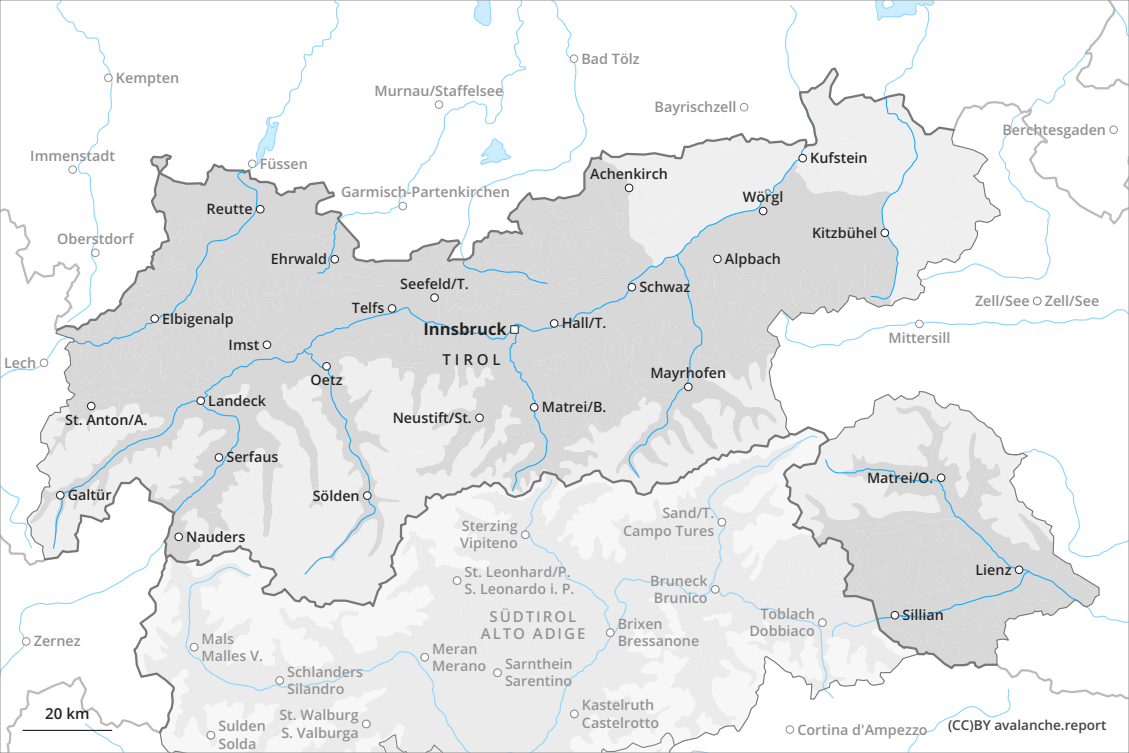 Kempten
Bad Tölz
Murnau/Staffelsee
Bayrischzell
Berchtesgaden
Immenstadt
Füssen
Kufstein
Achenkirch
Garmisch-Partenkirchen
Wörgl
Reutte
Kitzbühel
Oberstdorf
Ehrwald
Alpbach
Seefeld/T.
Schwaz
Zell/See
Zell/See
Telfs
Elbigenalp
Innsbruck
Hall/T.
Mittersill
Imst
TIROL
Lech
Oetz
Mayrhofen
Landeck
Matrei/B.
St. Anton/A.
Neustift/St.
Serfaus
Matrei/O.
Galtür
Sölden
Sand/T.
Campo Tures
Sterzing
Vipiteno
Nauders
Lienz
St. Leonhard/P.
S. Leonardo i. P.
Bruneck
Brunico
SÜDTIROL
ALTO ADIGE
Toblach
Dobbiaco
Sillian
Brixen
Bressanone
Zernez
Mals
Malles V.
Meran
Merano
Sarnthein
Sarentino
Schlanders
Silandro
Kastelruth
Castelrotto
20 km
St. Walburg
S. Valburga
Sulden
Solda
Cortina d'Ampezzo
(CC)BY avalanche.report